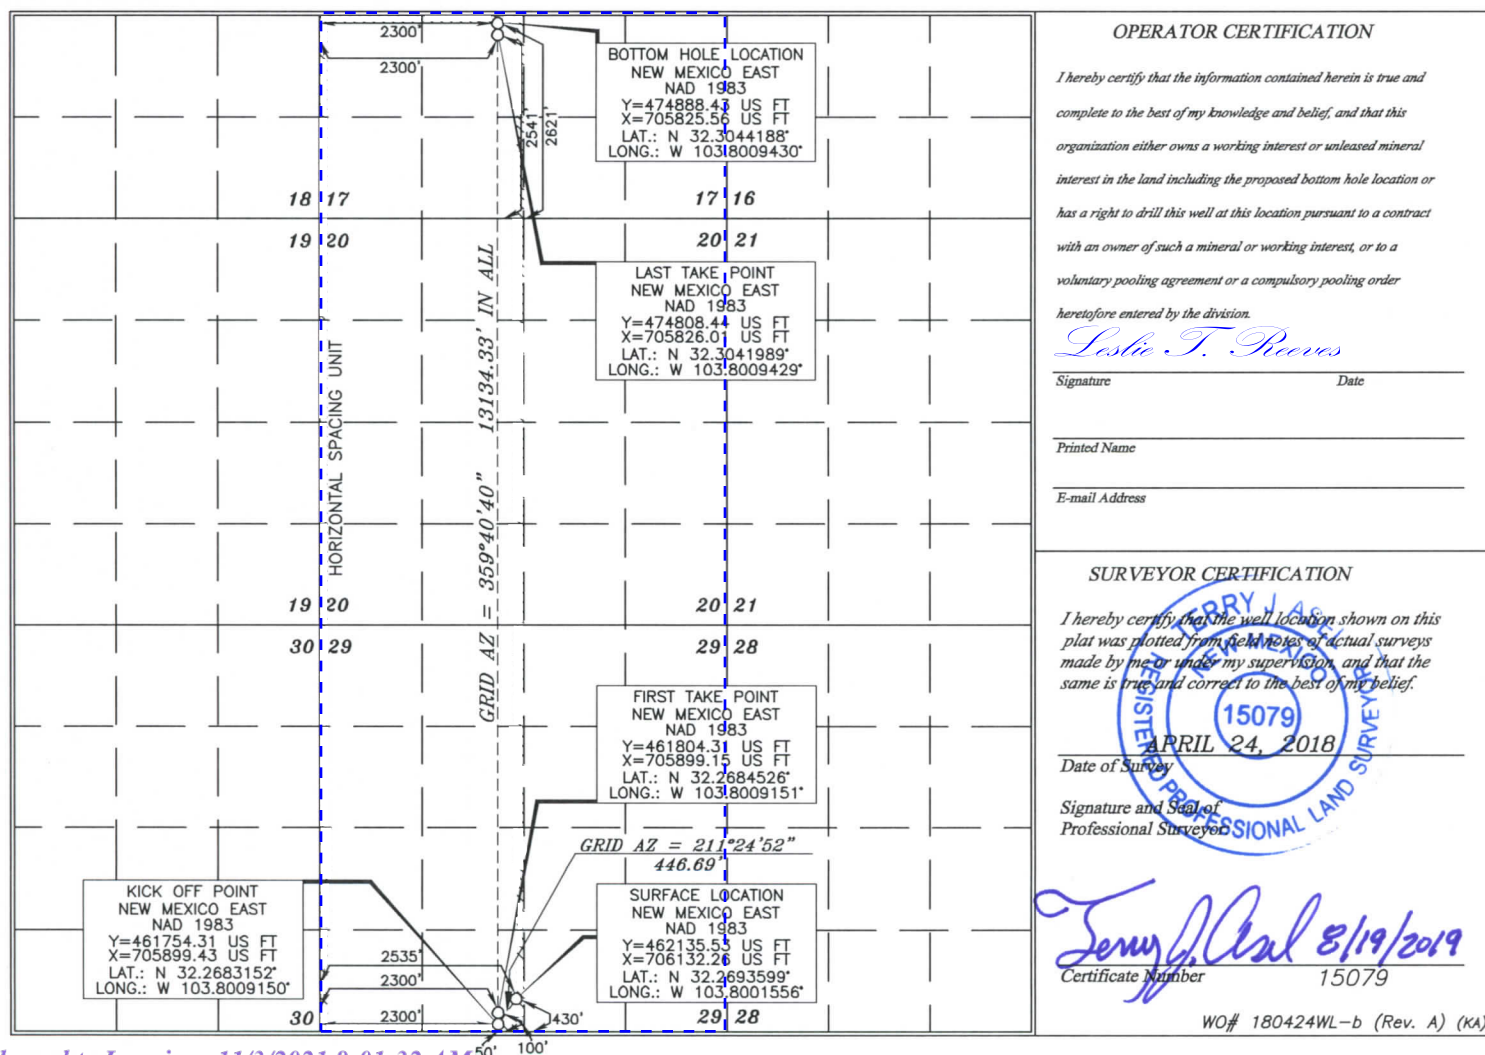 2300'
2300'
BOTTOM HOLE LOCATION
NEW MEXICO EAST
NAD 1983
Y=474888.43 US FT
X=705825.56 US FT
LAT.: N 32.3044188°
LONG.: W 103.8009430°
2541'
2621'
18 17
17 16
19 20
20 21
LAST TAKE POINT
NEW MEXICO EAST
NAD 1983
Y=474808.44 US FT
X=705826.01 US FT
LAT.: N 32.3041989°
LONG.: W 103.8009429°
HORIZONTAL SPACING UNIT
GRID AZ = 359°40'40" 13134.33' IN ALL
19 20
20 21
30 29
29 28
FIRST TAKE POINT
NEW MEXICO EAST
NAD 1983
Y=461804.31 US FT
X=705899.15 US FT
LAT.: N 32.2684526°
LONG.: W 103.8009151°
GRID AZ = 211°24'52"
446.69'
KICK OFF POINT
NEW MEXICO EAST
NAD 1983
Y=461754.31 US FT
X=705899.43 US FT
LAT.: N 32.2683152°
LONG.: W 103.8009150°
SURFACE LOCATION
NEW MEXICO EAST
NAD 1983
Y=462135.53 US FT
X=706132.26 US FT
LAT.: N 32.2693599°
LONG.: W 103.8001556°
2535'
2300'
2300'
430'
30
29 28
50'
100'
11/3/2021
OPERATOR CERTIFICATION
I hereby certify that the information contained herein is true and
complete to the best of my knowledge and belief, and that this
organization either owns a working interest or unleased mineral
interest in the land including the proposed bottom hole location or
has a right to drill this well at this location pursuant to a contract
with an owner of such a mineral or working interest, or to a
voluntary pooling agreement or a compulsory pooling order
heretofore entered by the division.
Leslie T. Reeves
Signature Date
Printed Name
E-mail Address
SURVEYOR CERTIFICATION
I hereby certify that the well location shown on this
plat was plotted from field notes of actual surveys
made by me or under my supervision, and that the
same is true and correct to the best of my belief.
TERRY J. ASEL
NEW MEXICO
15079
REGISTERED PROFESSIONAL LAND SURVEYOR
APRIL 24, 2018
Date of Survey
Signature and Seal of
Professional Surveyor
Terry J. Asel 8/19/2019
Certificate Number 15079
WO# 180424WL-b (Rev. A) (KA)